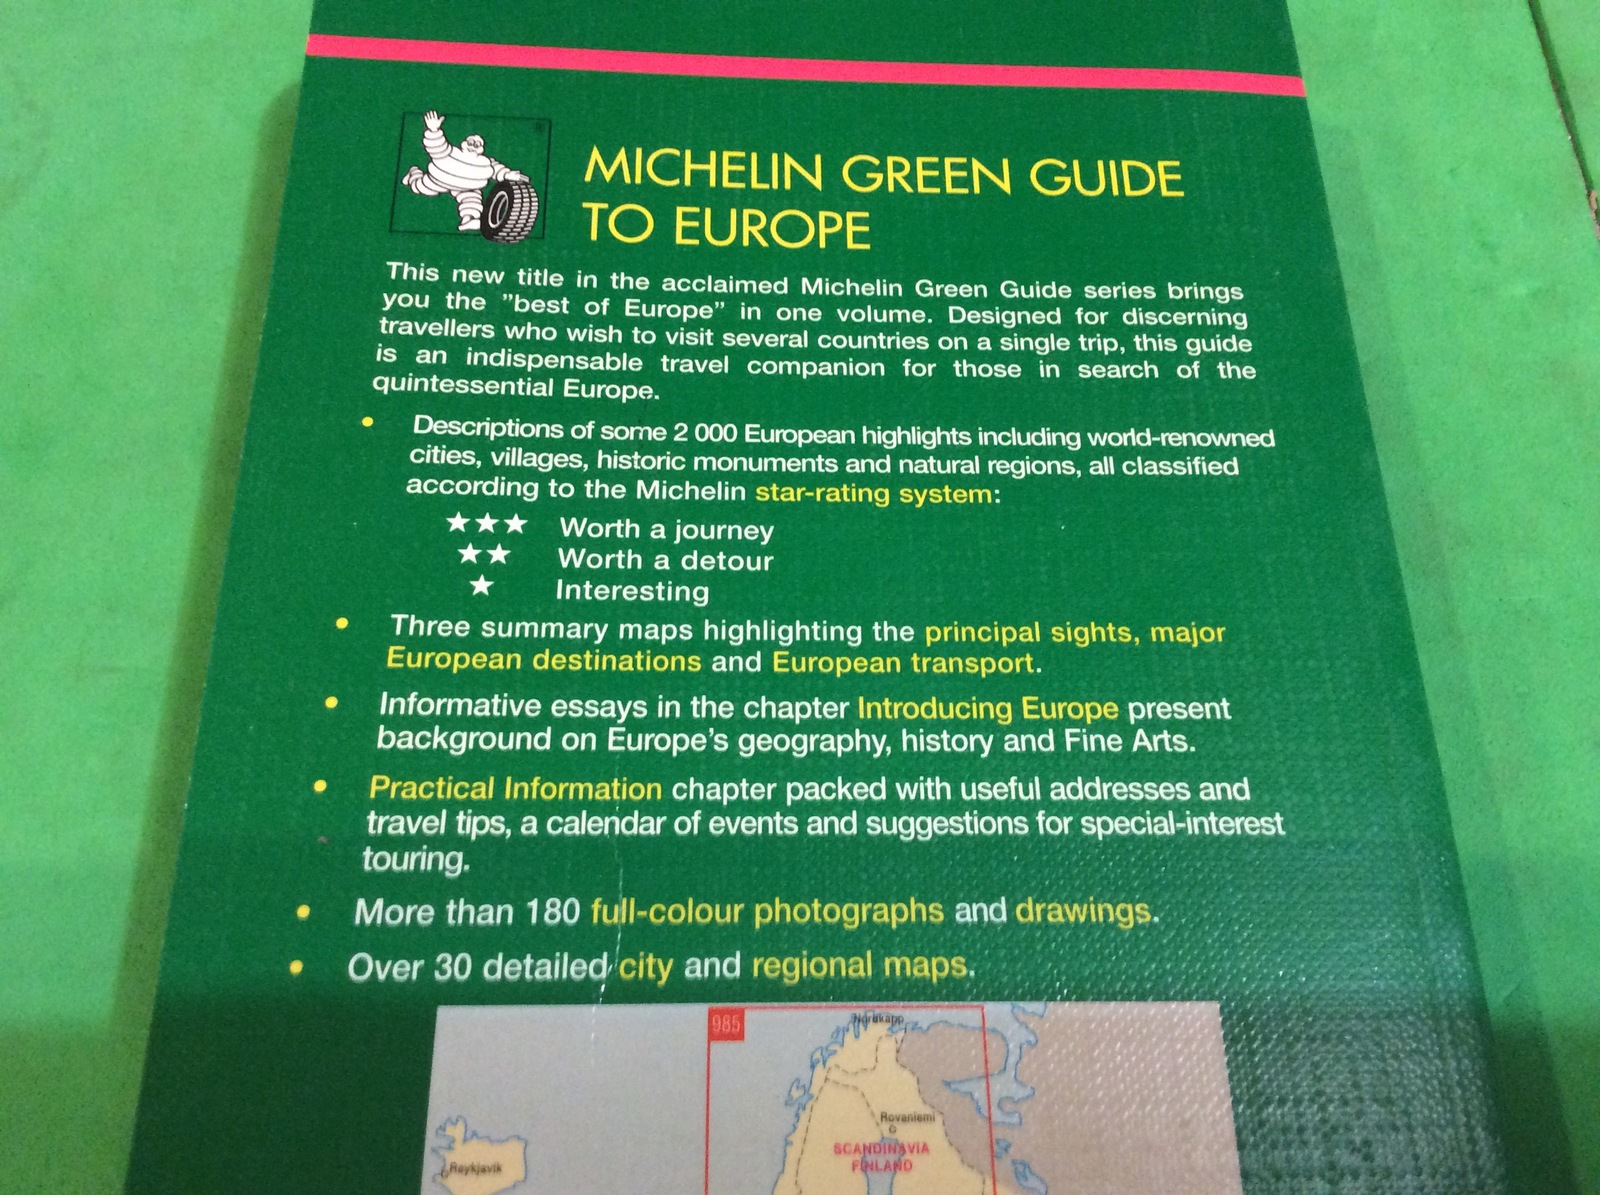 MICHELIN GREEN GUIDE
TO EUROPE
This new title in the acclaimed Michelin Green Guide series brings
you the "best of Europe" in one volume. Designed for discerning
travellers who wish to visit several countries on a single trip, this guide
is an indispensable travel companion for those in search of the
quintessential Europe.
• Descriptions of some 2 000 European highlights including world-renowned
cities, villages, historic monuments and natural regions, all classified
according to the Michelin star-rating system:
★★★ Worth a journey
★★ Worth a detour
★ Interesting
• Three summary maps highlighting the principal sights, major
European destinations and European transport.
• Informative essays in the chapter Introducing Europe present
background on Europe's geography, history and Fine Arts.
• Practical Information chapter packed with useful addresses and
travel tips, a calendar of events and suggestions for special-interest
touring.
• More than 180 full-colour photographs and drawings.
• Over 30 detailed city and regional maps.
985
Nordkapp
Rovaniemi
SCANDINAVIA
FINLAND
Reykjavik